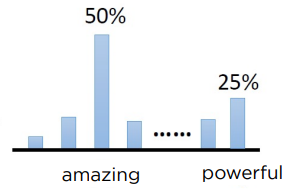 50%
25%
......
amazing powerful